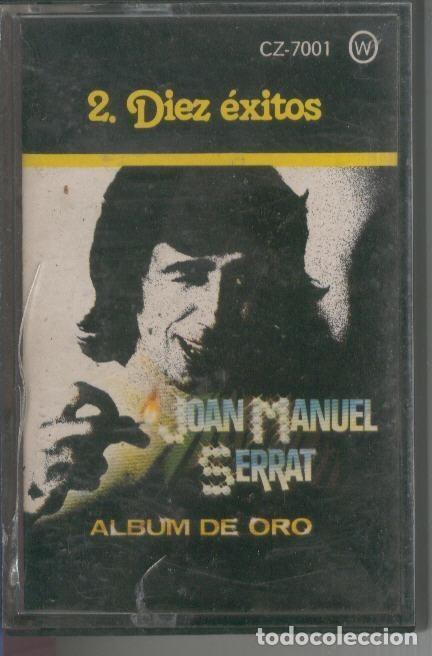 CZ-7001 W
2. Diez éxitos
JOAN MANUEL
SERRAT
ALBUM DE ORO
todocoleccion